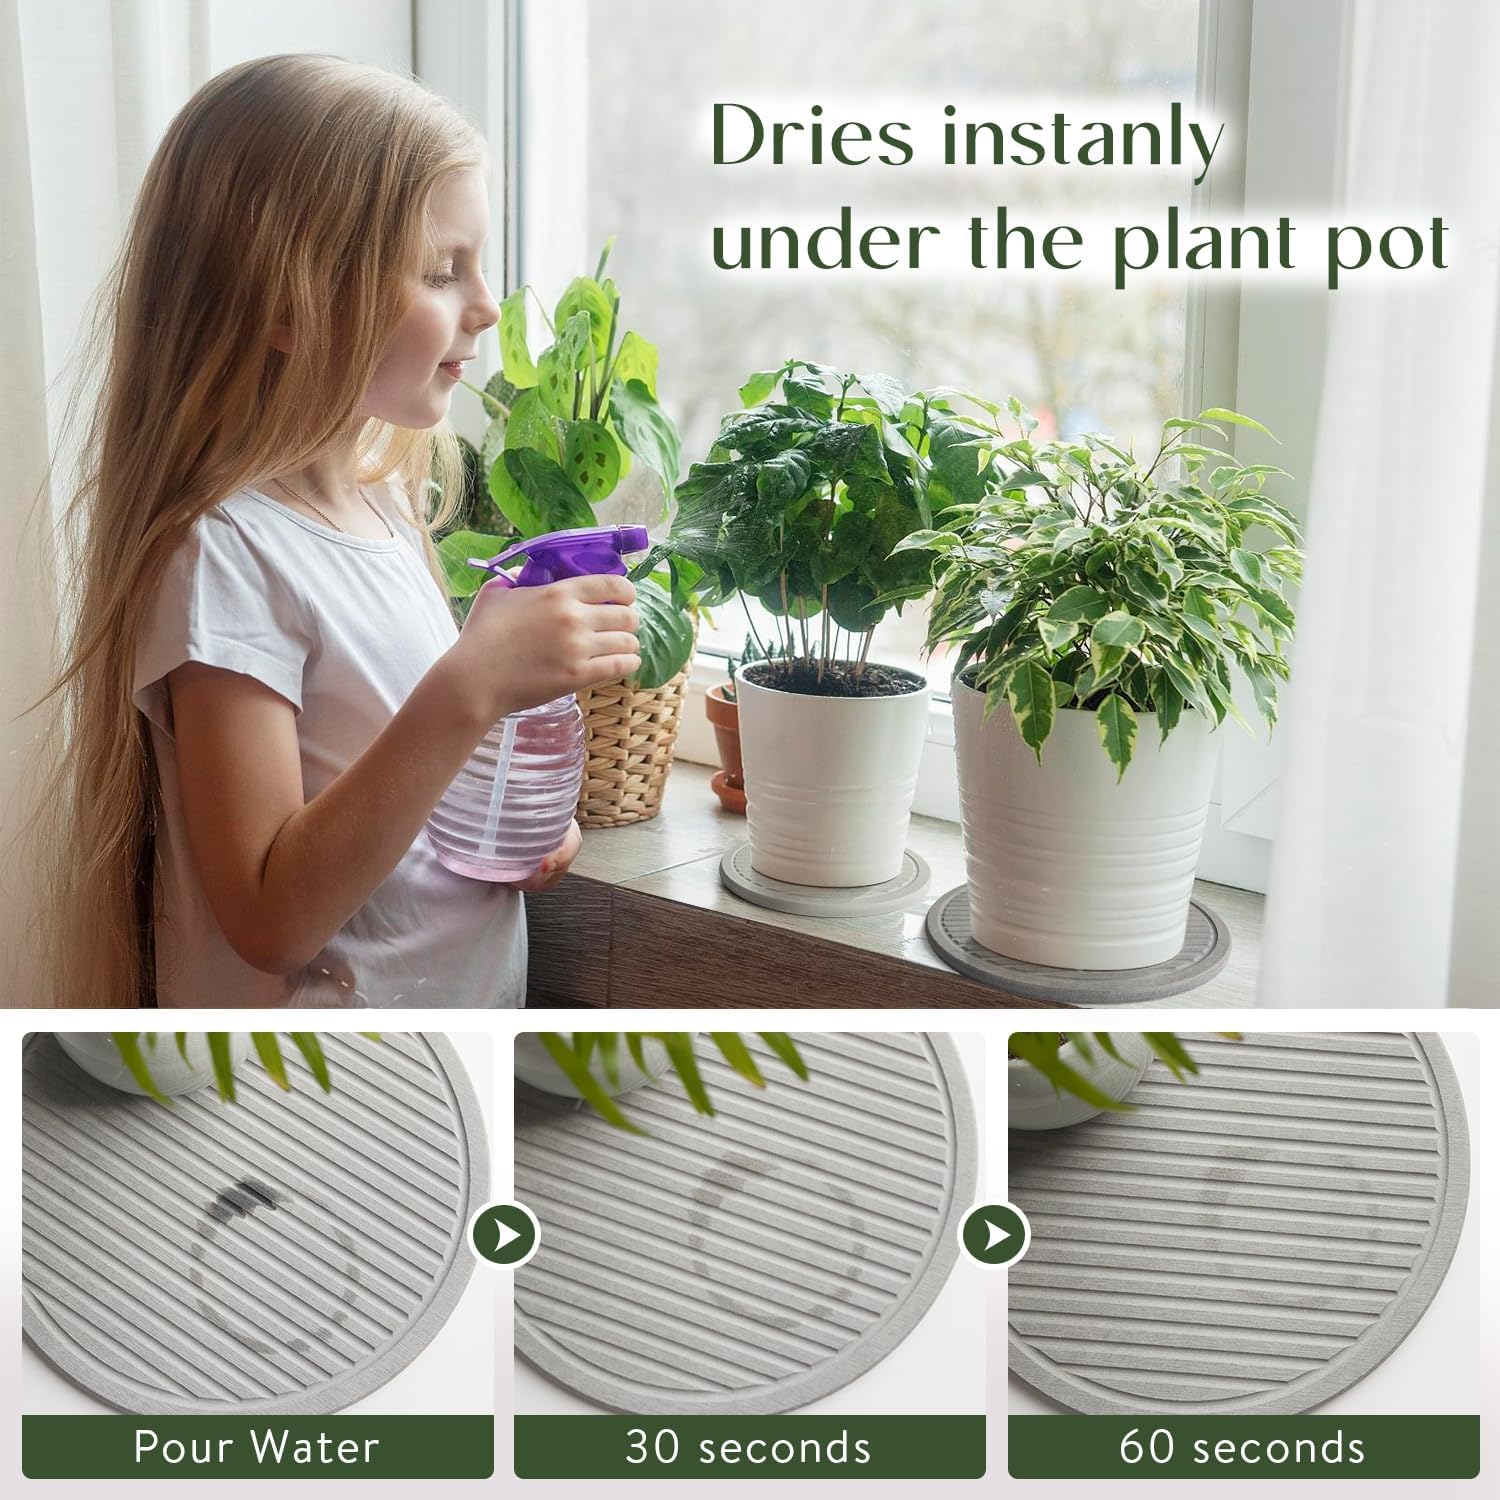 Dries instanly
under the plant pot
Pour Water
30 seconds
60 seconds